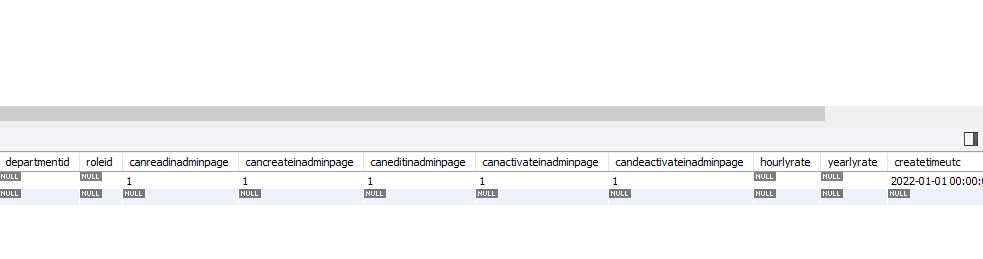 departmentid roleid canreadinadminpage cancreateinadminpage caneditinadminpage canactivateinadminpage candeactivateinadminpage hourlyrate yearlyrate createtimeutc
NULL NULL 1 1 1 1 1 NULL NULL 2022-01-01 00:00:
NULL NULL NULL NULL NULL NULL NULL NULL NULL NULL